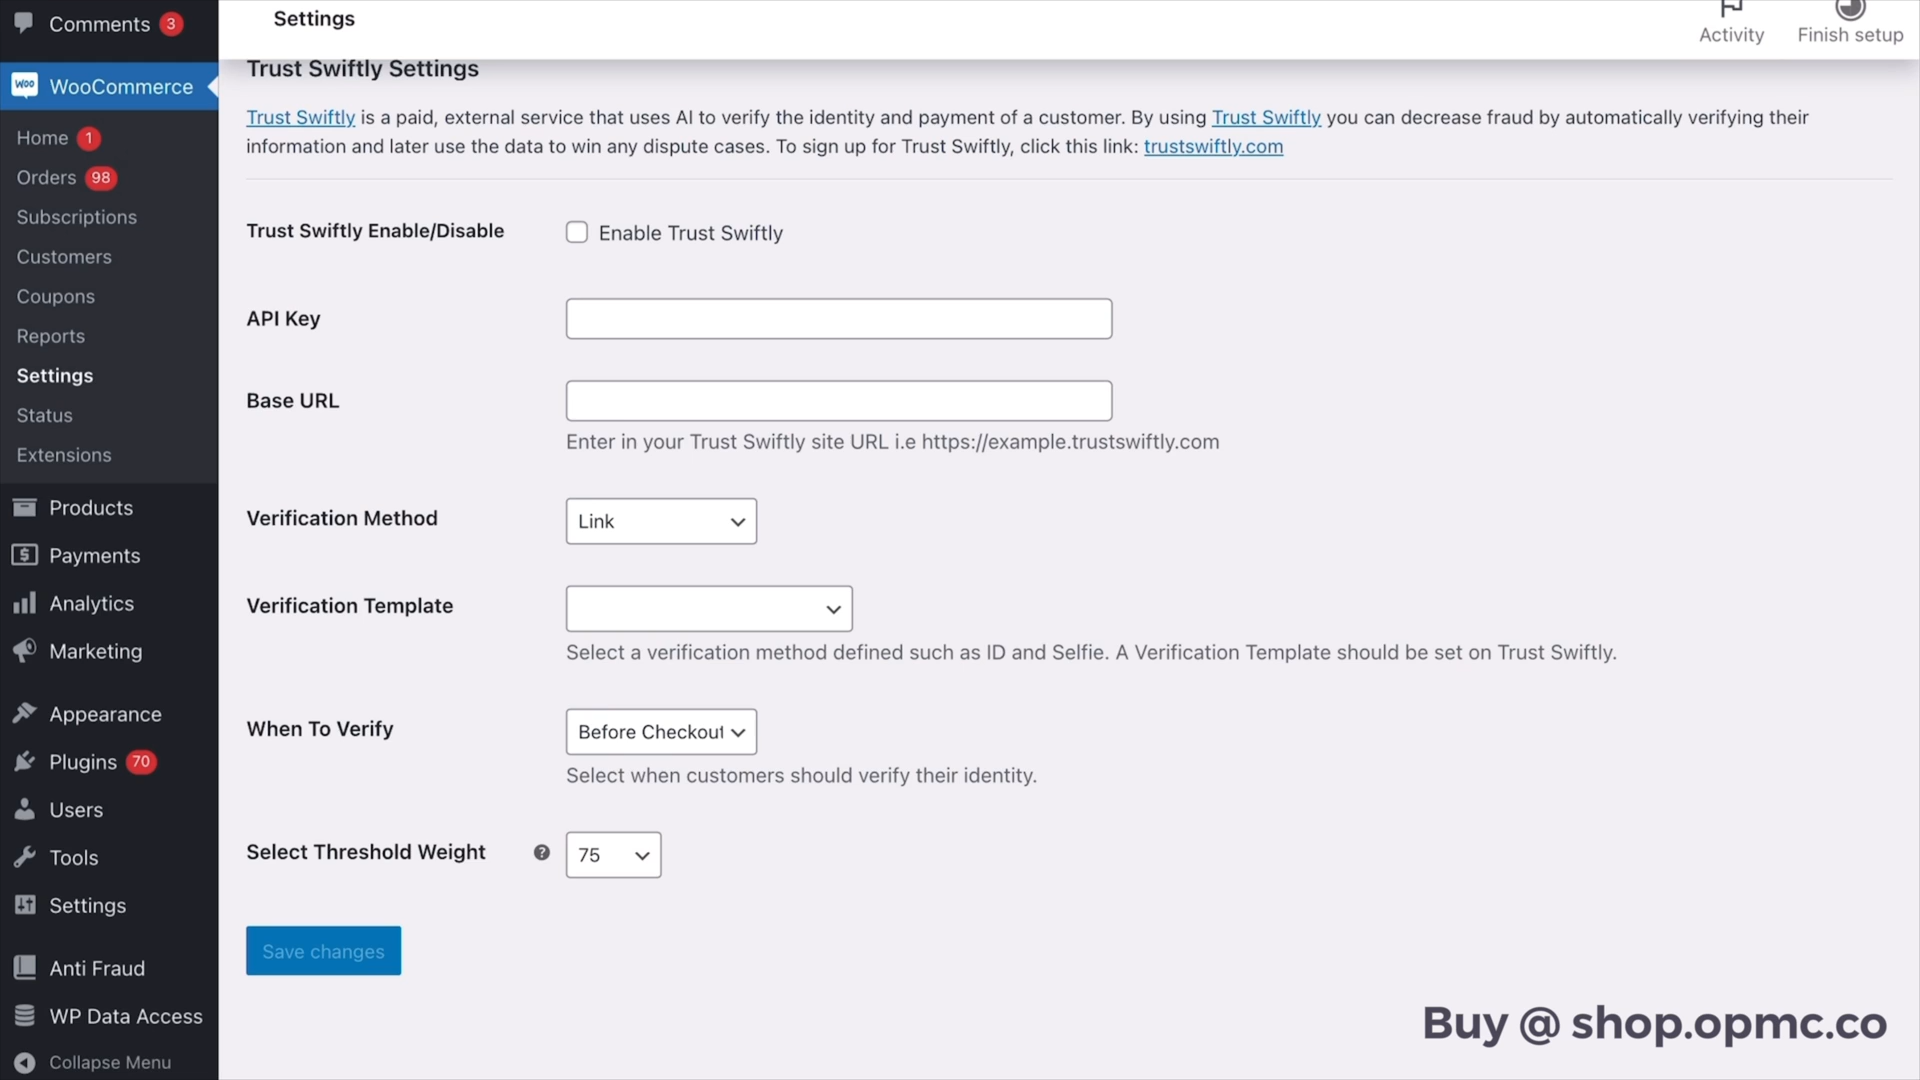 Comments 3
WooCommerce
Home 1
Orders 98
Subscriptions
Customers
Coupons
Reports
Settings
Status
Extensions
Products
Payments
Analytics
Marketing
Appearance
Plugins 70
Users
Tools
Settings
Anti Fraud
WP Data Access
Collapse Menu
Settings
Activity
Finish setup
Trust Swiftly Settings
Trust Swiftly is a paid, external service that uses AI to verify the identity and payment of a customer. By using Trust Swiftly you can decrease fraud by automatically verifying their
information and later use the data to win any dispute cases. To sign up for Trust Swiftly, click this link: trustswiftly.com
Trust Swiftly Enable/Disable
Enable Trust Swiftly
API Key
Base URL
Enter in your Trust Swiftly site URL i.e https://example.trustswiftly.com
Verification Method
Link
Verification Template
Select a verification method defined such as ID and Selfie. A Verification Template should be set on Trust Swiftly.
When To Verify
Before Checkout
Select when customers should verify their identity.
Select Threshold Weight
?
75
Save changes
Buy @ shop.opmc.co